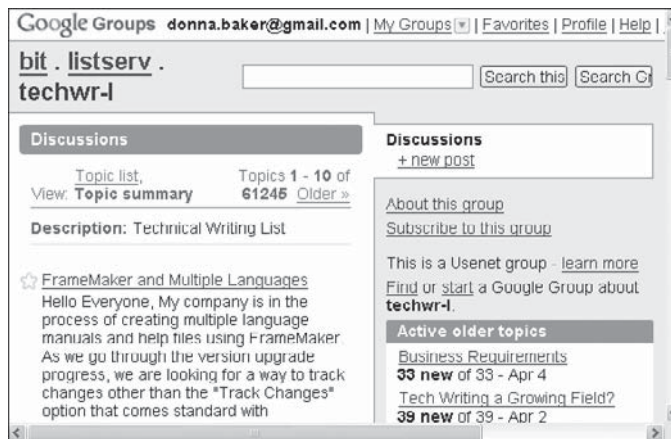 Google Groups donna.baker@gmail.com | My Groups | Favorites | Profile | Help |
bit . listserv .
techwr-l
Search this
Discussions
Topic list,
View: Topic summary
Topics 1 - 10 of
61245 Older »
Description: Technical Writing List
FrameMaker and Multiple Languages
Hello Everyone, My company is in the
process of creating multiple language
manuals and help files using FrameMaker.
As we go through the version upgrade
progress, we are looking for a way to track
changes other than the "Track Changes"
option that comes standard with
Discussions
+ new post
About this group
Subscribe to this group
This is a Usenet group - learn more
Find or start a Google Group about
techwr-l.
Active older topics
Business Requirements
33 new of 33 - Apr 4
Tech Writing a Growing Field?
39 new of 39 - Apr 2